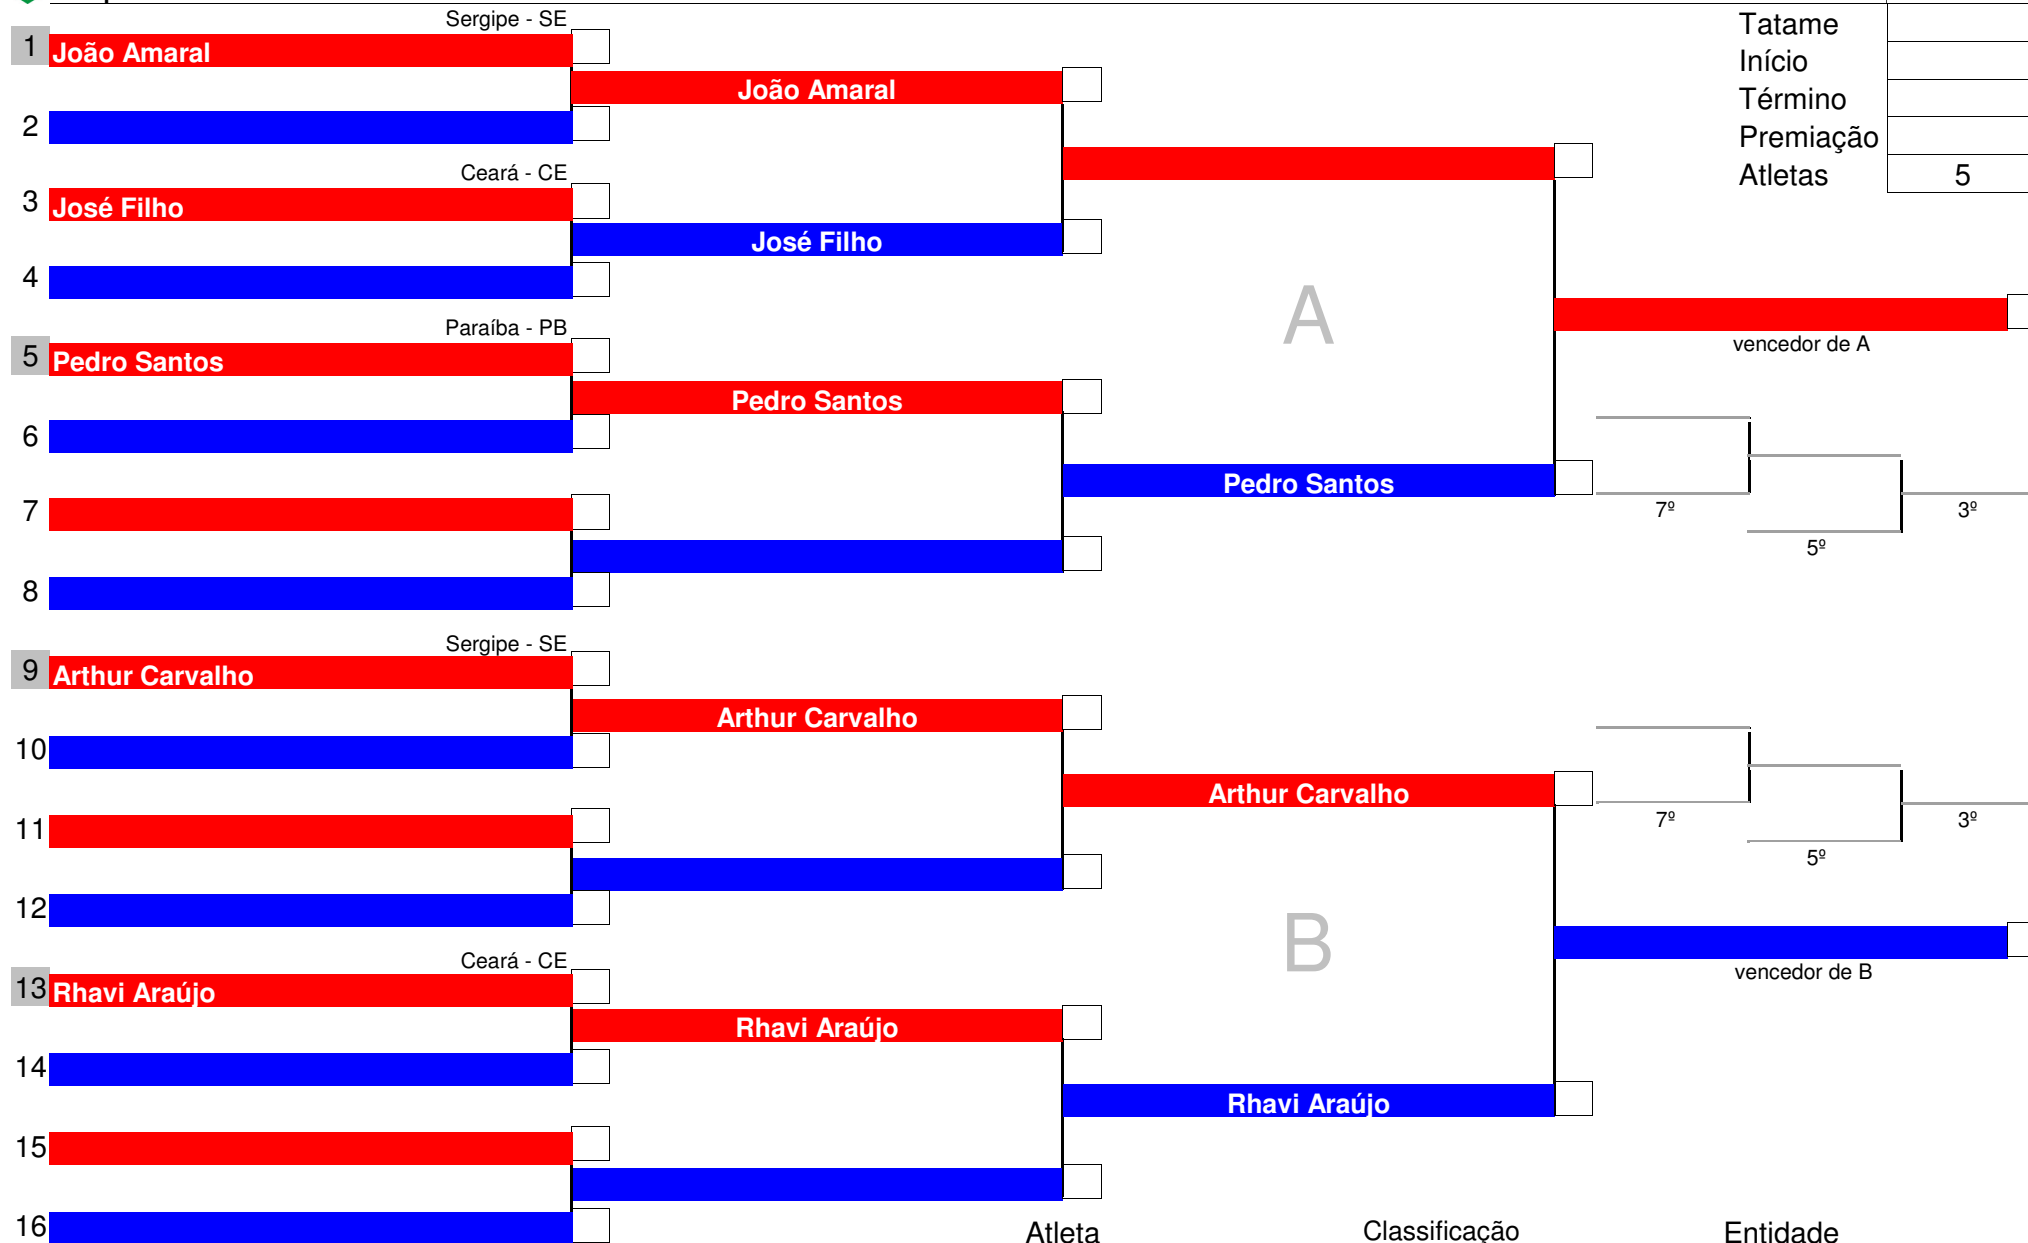 Sergipe - SE
Tatame
1 João Amaral
Início
João Amaral
Término
2
Premiação
Ceará - CE
Atletas 5
3 José Filho
José Filho
4
A
Paraíba - PB
vencedor de A
5 Pedro Santos
Pedro Santos
6
Pedro Santos
7
7º
3º
5º
8
Sergipe - SE
9 Arthur Carvalho
Arthur Carvalho
10
Arthur Carvalho
11
7º
3º
5º
12
B
Ceará - CE
vencedor de B
13 Rhavi Araújo
Rhavi Araújo
14
Rhavi Araújo
15
16
Atleta Classificação Entidade